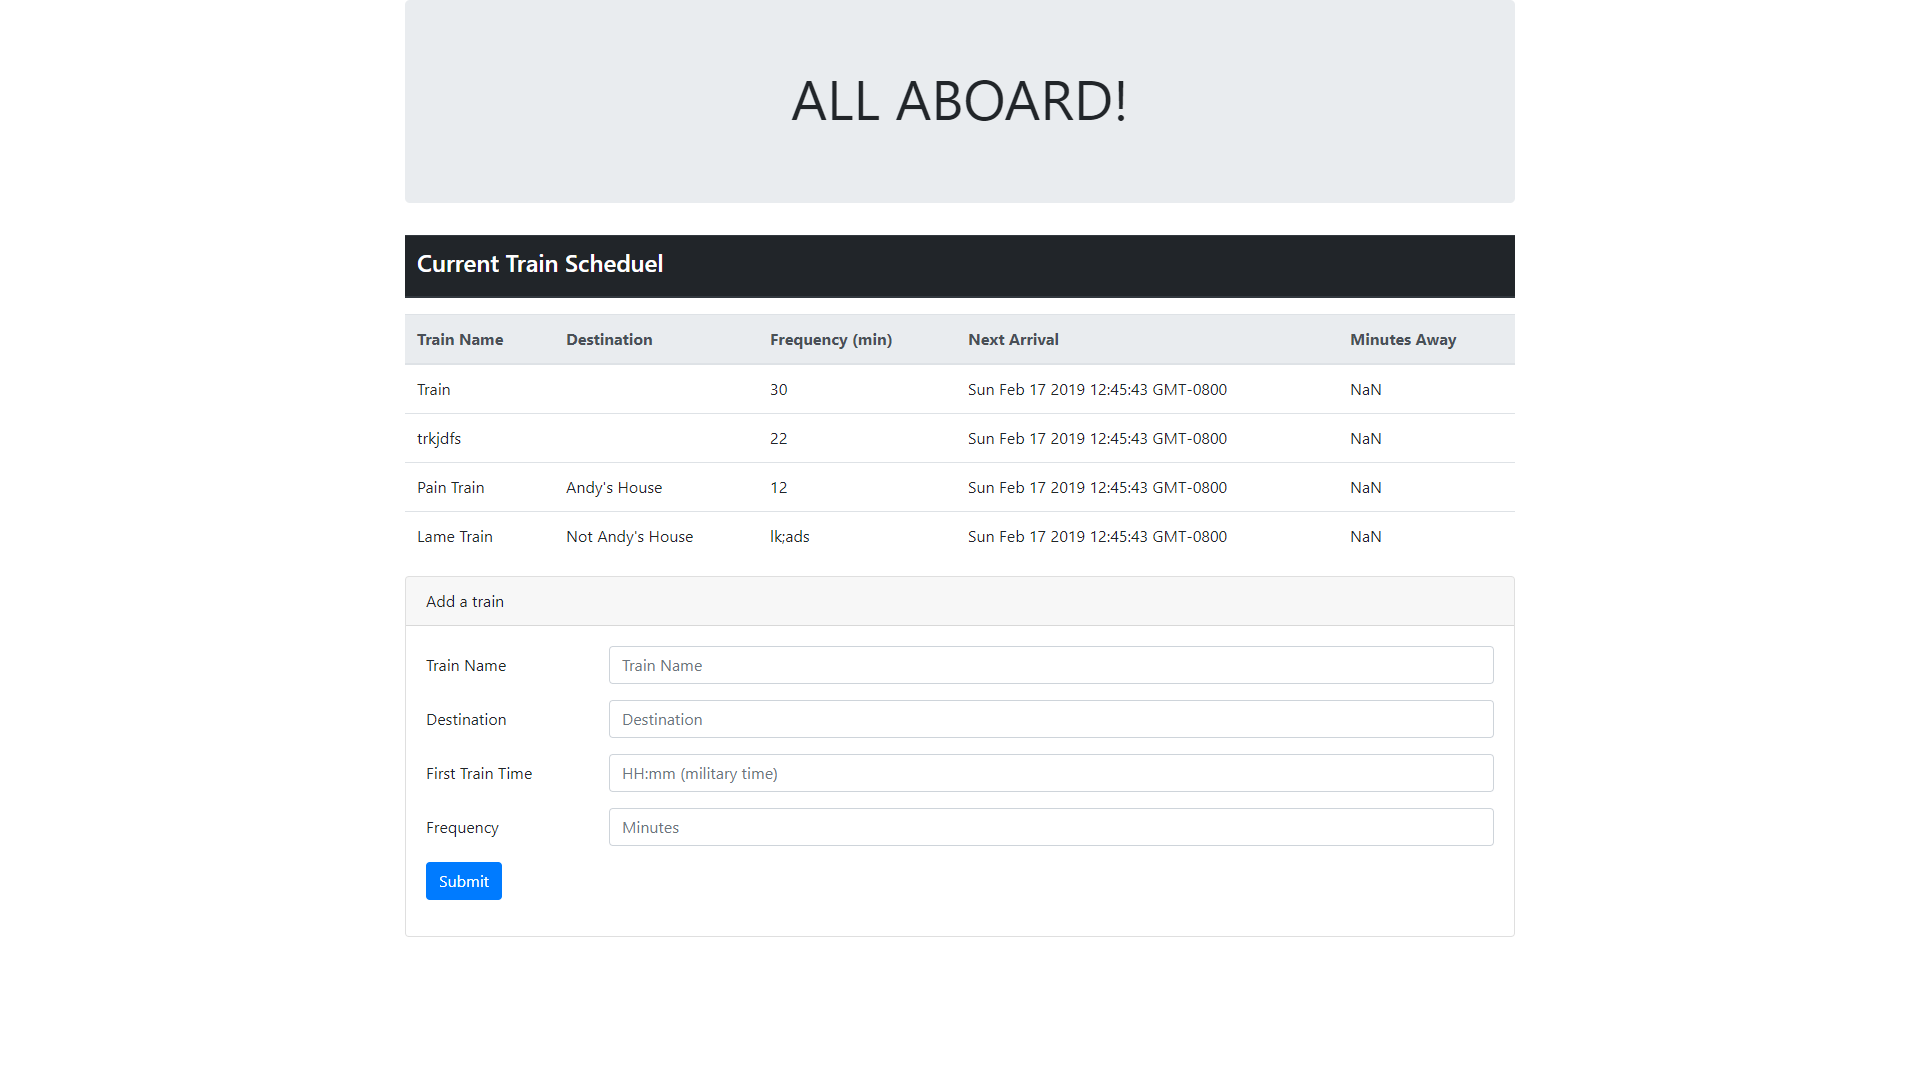 ALL ABOARD!
Current Train Scheduel
Train Name Destination Frequency (min) Next Arrival Minutes Away
Train 30 Sun Feb 17 2019 12:45:43 GMT-0800 NaN
trkjdfs 22 Sun Feb 17 2019 12:45:43 GMT-0800 NaN
Pain Train Andy's House 12 Sun Feb 17 2019 12:45:43 GMT-0800 NaN
Lame Train Not Andy's House lk;ads Sun Feb 17 2019 12:45:43 GMT-0800 NaN
Add a train
Train Name Train Name
Destination Destination
First Train Time HH:mm (military time)
Frequency Minutes
Submit